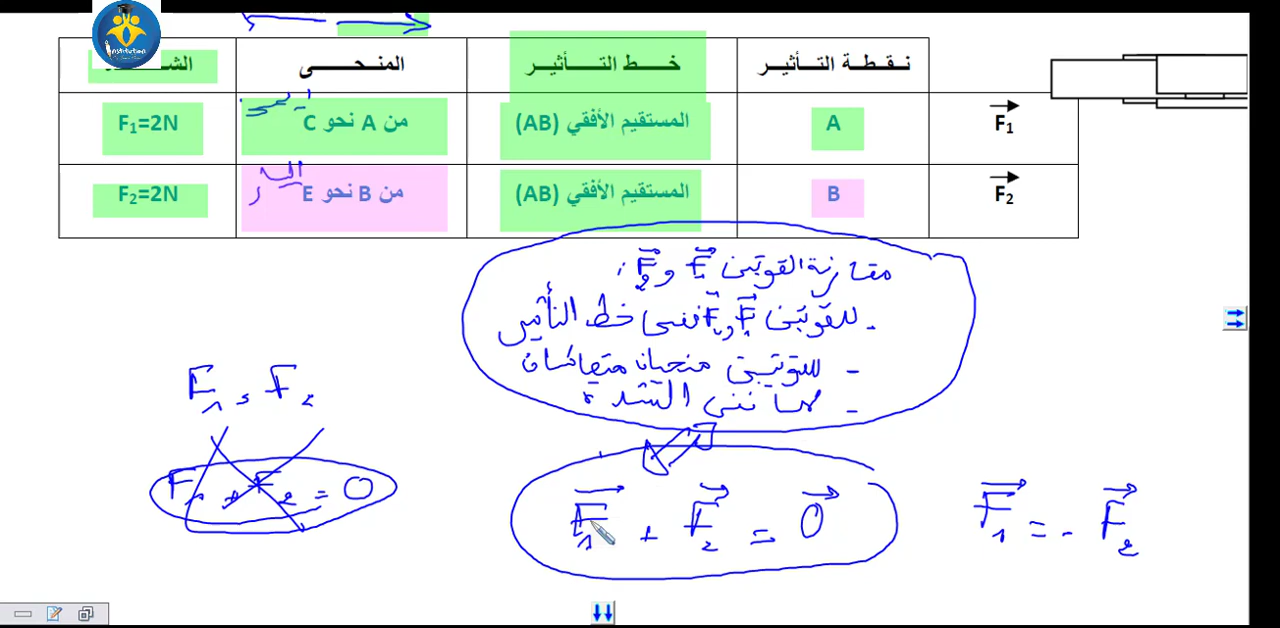 نقطة التأثير خط التأثير المنحى الشدة
F₁ A المستقيم الأفقي (AB) من A نحو C F₁=2N
F₂ B المستقيم الأفقي (AB) من B نحو E F₂=2N
مقارنة القوتين F₁ و F₂ :
- للقوتين F₁ و F₂ نفس خط التأثير
- للقوتين منحيان متعاكسان
- لهما نفس الشدة
F₁ = F₂
F₁ + F₂ = 0
F₁ + F₂ = 0
F₁ = - F₂